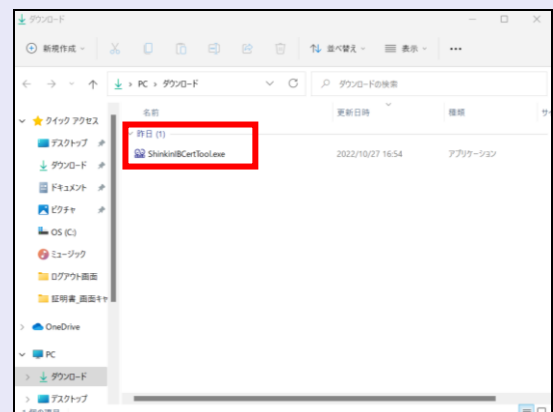 ダウンロード
新規作成
並べ替え
表示
PC > ダウンロード
ダウンロードの検索
名前
更新日時
種類
クイック アクセス
昨日 (1)
デスクトップ
ShinkinIBCertTool.exe
2022/10/27 16:54
アプリケーション
ダウンロード
ドキュメント
ピクチャ
OS (C:)
ミュージック
ログアウト画面
証明書_画面キャ
OneDrive
PC
ダウンロード
デスクトップ